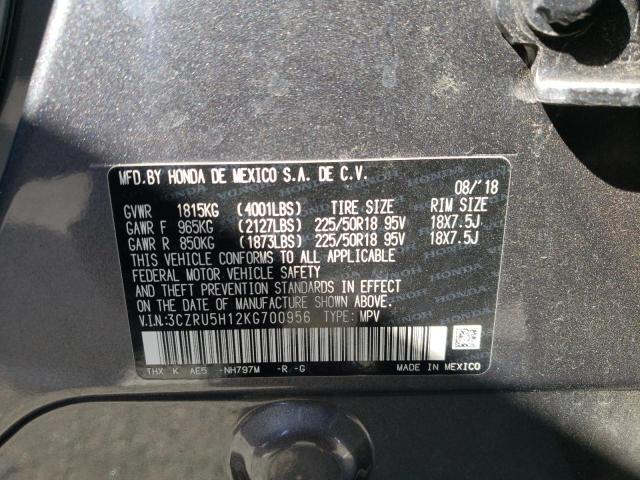 MFD. BY HONDA DE MEXICO S.A. DE C.V.
08/'18
GVWR 1815KG (4001LBS) TIRE SIZE RIM SIZE
GAWR F 965KG (2127LBS) 225/50R18 95V 18X7.5J
GAWR R 850KG (1873LBS) 225/50R18 95V 18X7.5J
THIS VEHICLE CONFORMS TO ALL APPLICABLE
FEDERAL MOTOR VEHICLE SAFETY
AND THEFT PREVENTION STANDARDS IN EFFECT
ON THE DATE OF MANUFACTURE SHOWN ABOVE.
V.I.N.:3CZRU5H12KG700956 TYPE: MPV
THX K AE5 -NH797M -R -G MADE IN MEXICO